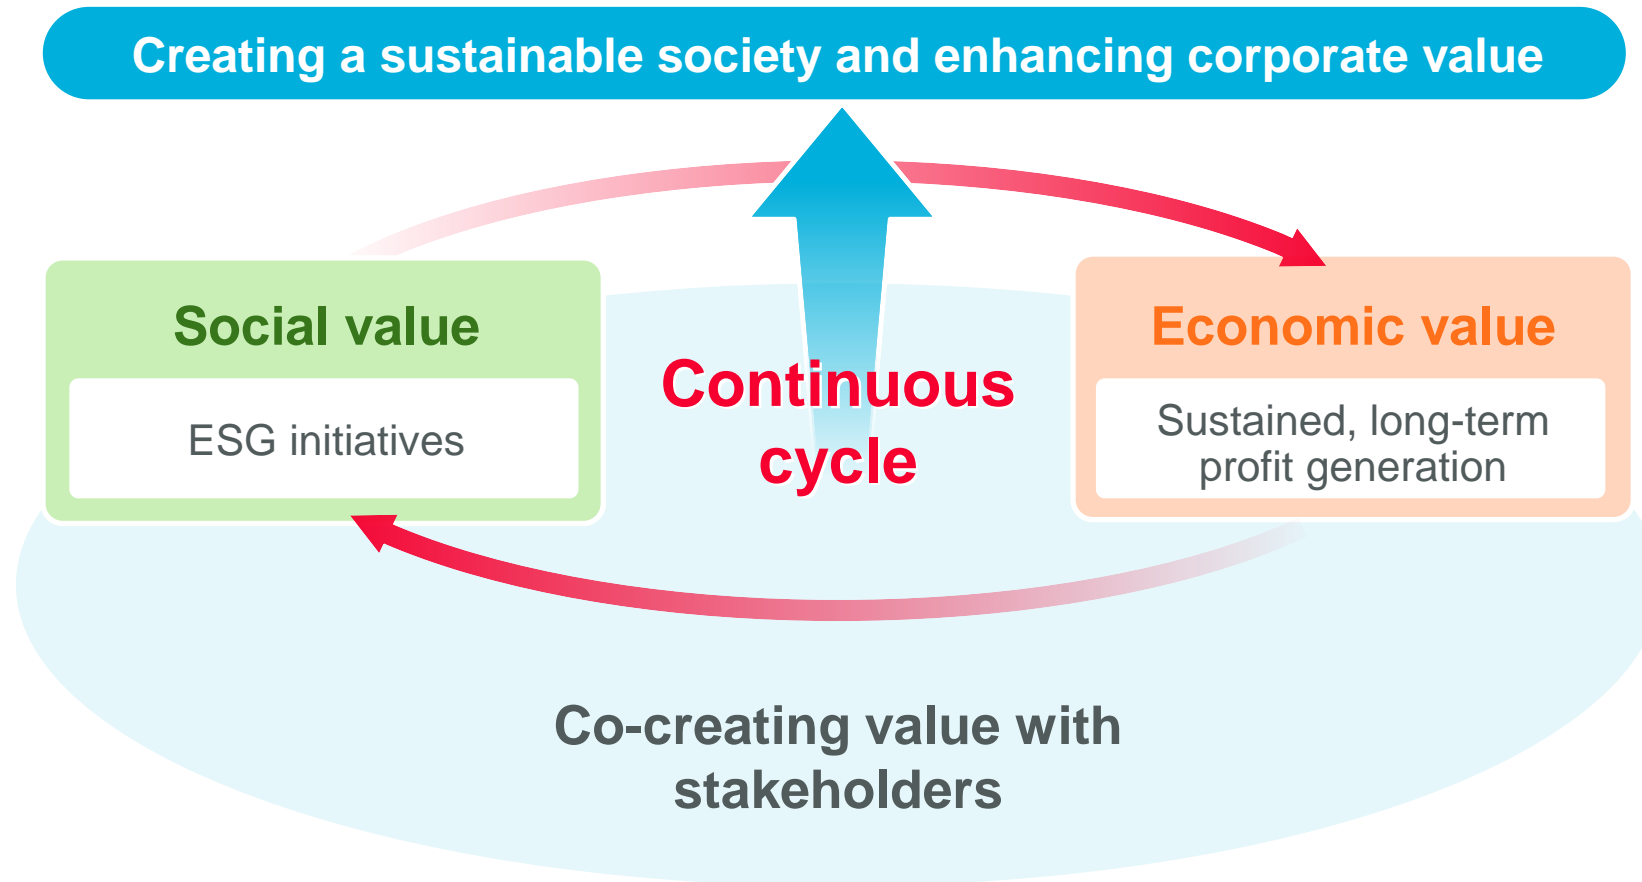 Creating a sustainable society and enhancing corporate value
Social value
ESG initiatives
Continuous
cycle
Economic value
Sustained, long-term
profit generation
Co-creating value with
stakeholders